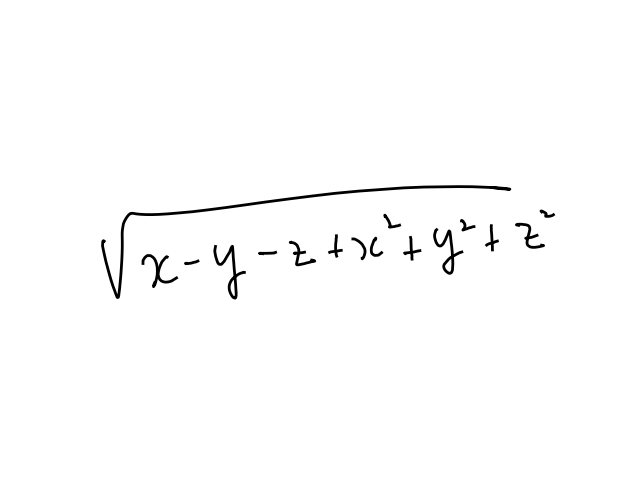 √(x - y - z + x² + y² + z²)